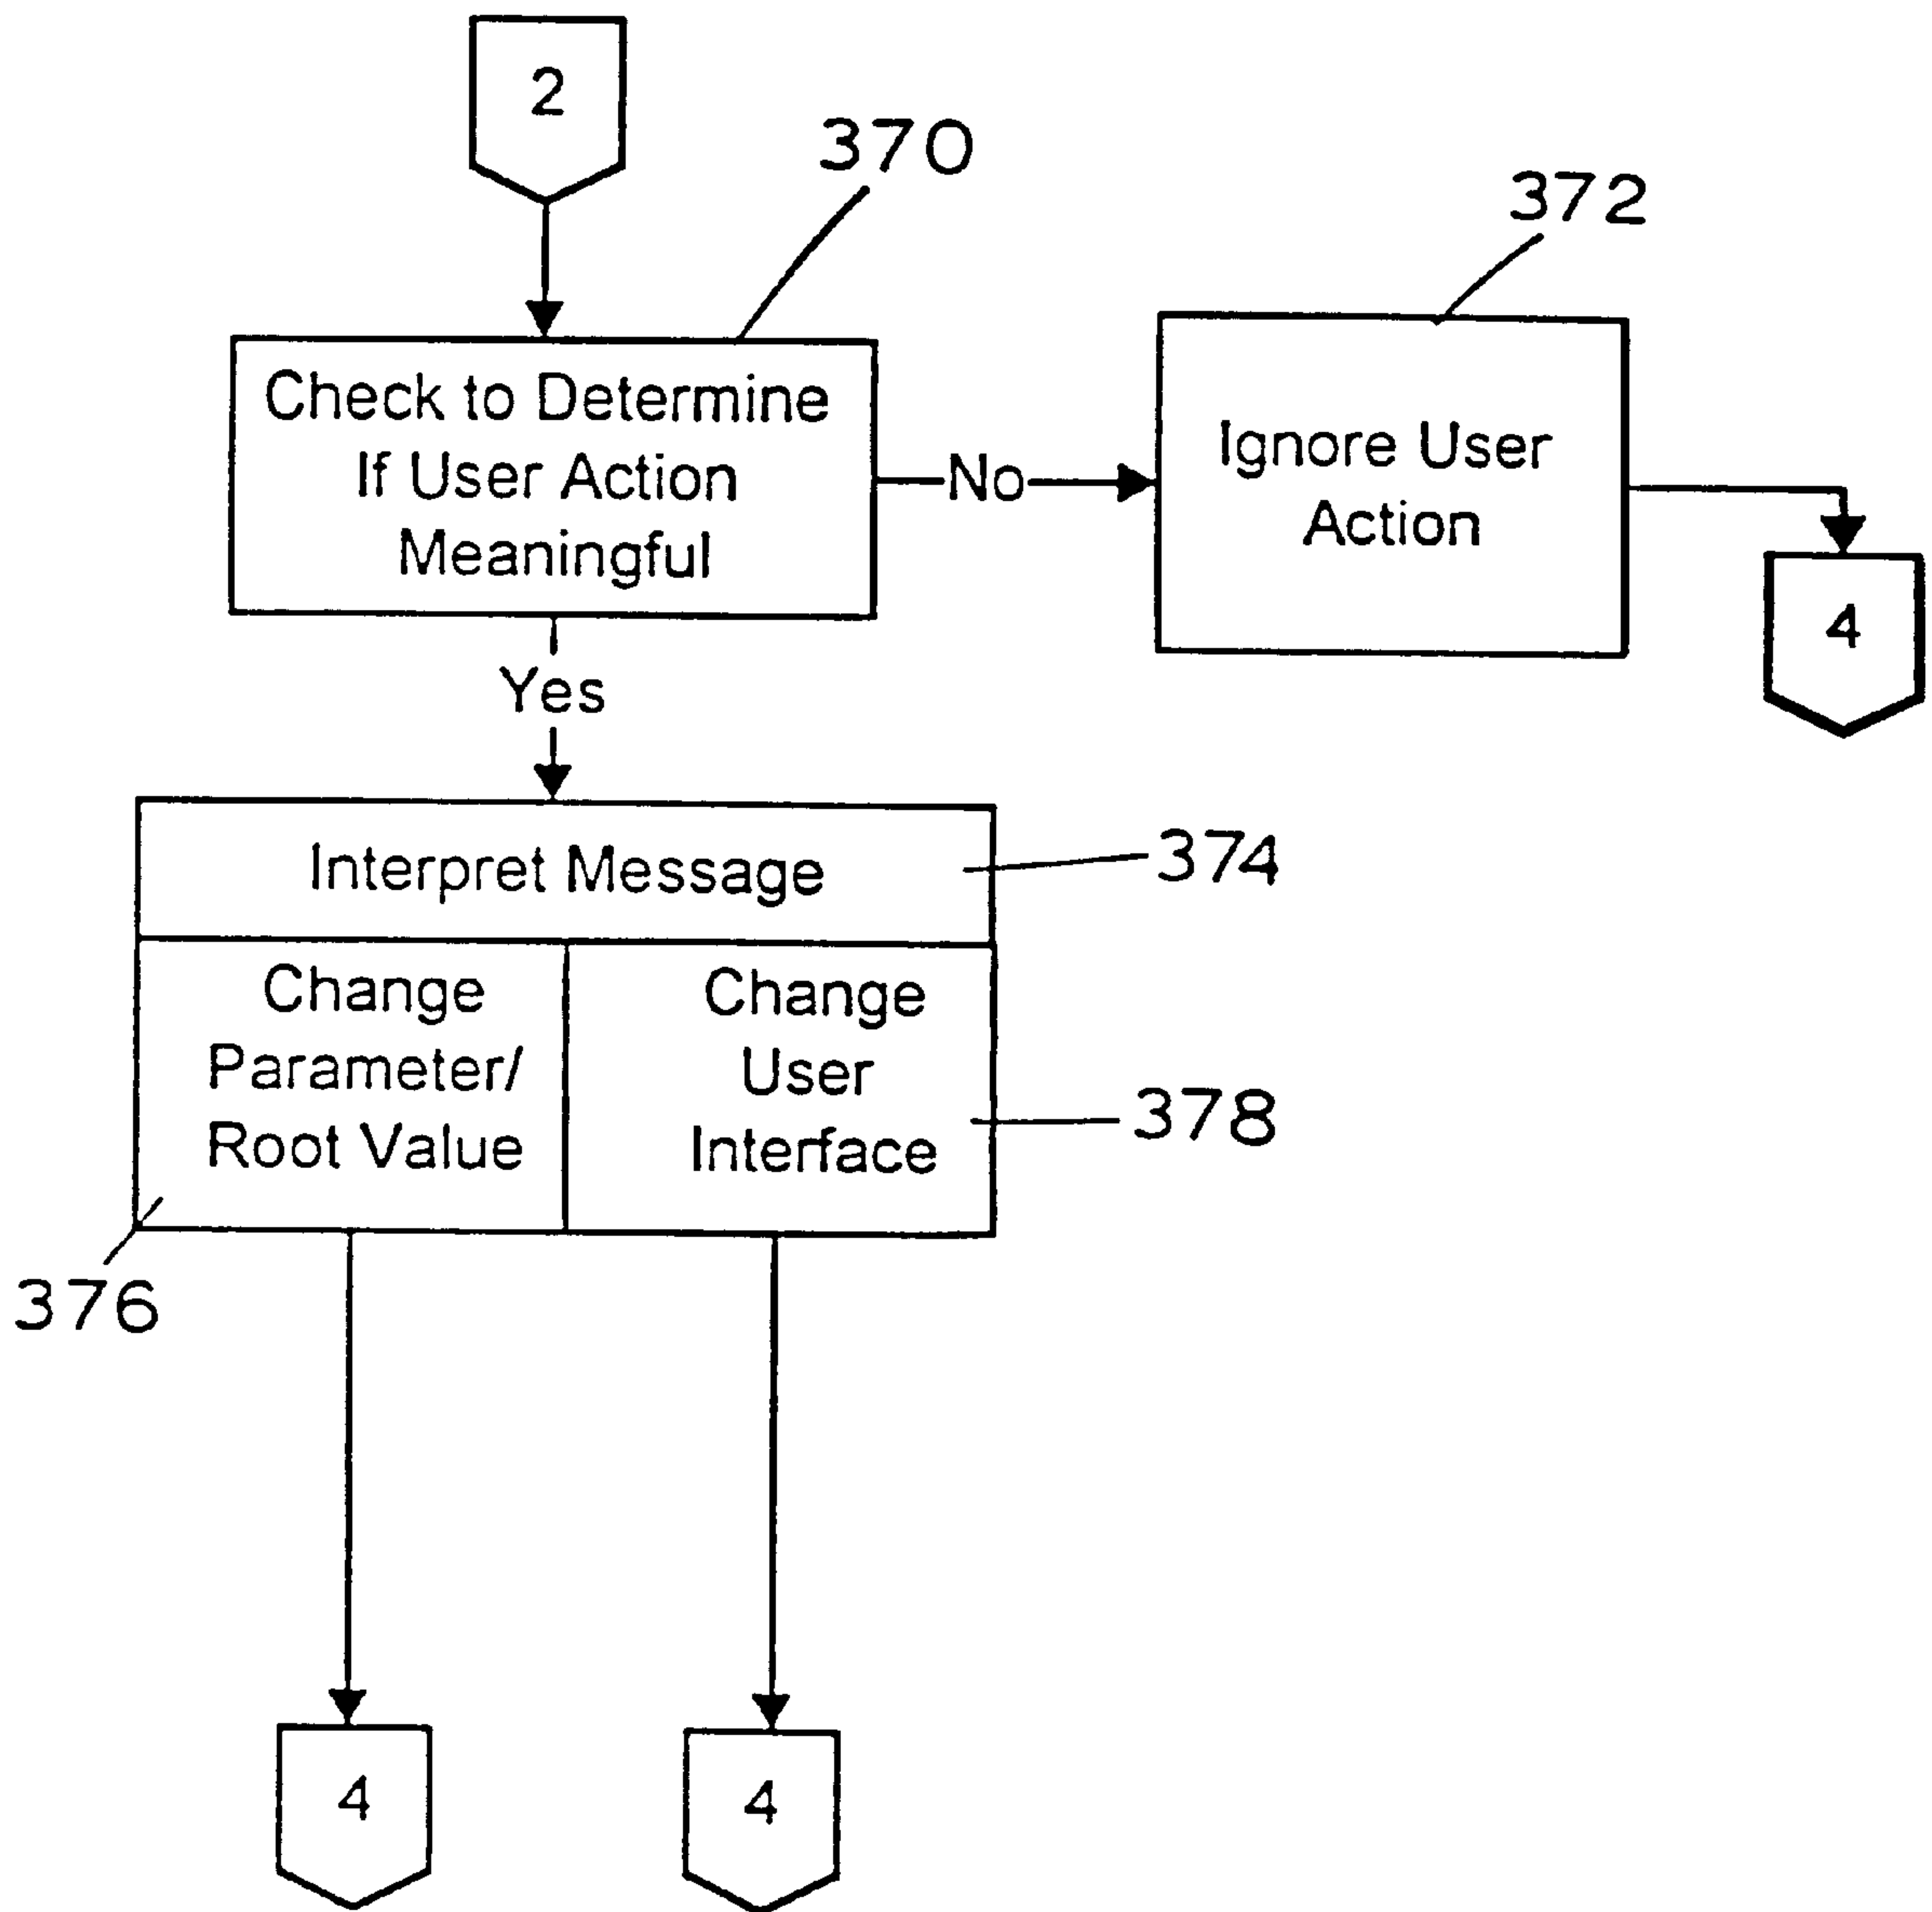 2
370
372
Check to Determine
If User Action
Meaningful
No
Ignore User
Action
4
Yes
Interpret Message
374
Change
Parameter/
Root Value
Change
User
Interface
378
376
4
4